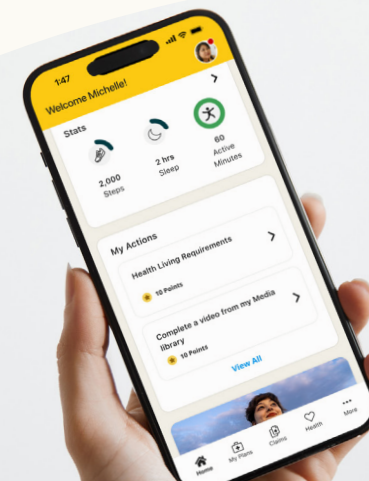 1:47
Welcome Michelle!
Stats
2,000
Steps
2 hrs
Sleep
60
Active
Minutes
My Actions
Health Living Requirements
10 Points
Complete a video from my Media
library
10 Points
View All
Home
My Plans
Claims
Health
More